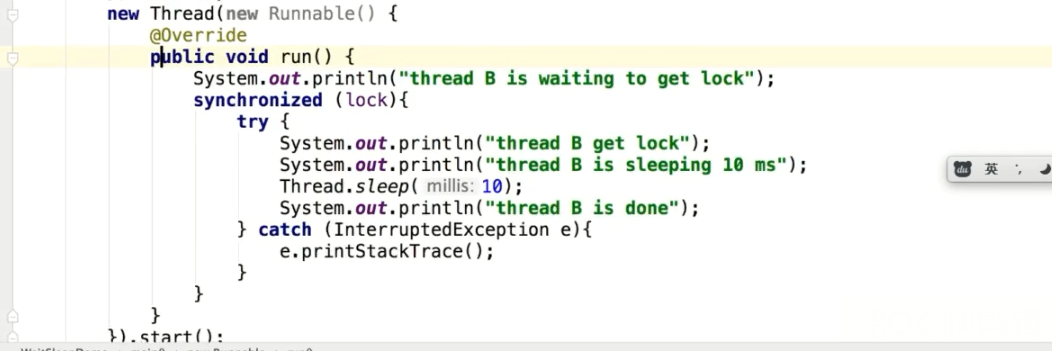 new Thread(new Runnable() {
@Override
public void run() {
System.out.println("thread B is waiting to get lock");
synchronized (lock){
try {
System.out.println("thread B get lock");
System.out.println("thread B is sleeping 10 ms");
Thread.sleep( millis: 10);
System.out.println("thread B is done");
} catch (InterruptedException e){
e.printStackTrace();
}
}
}
}).start();
du 英